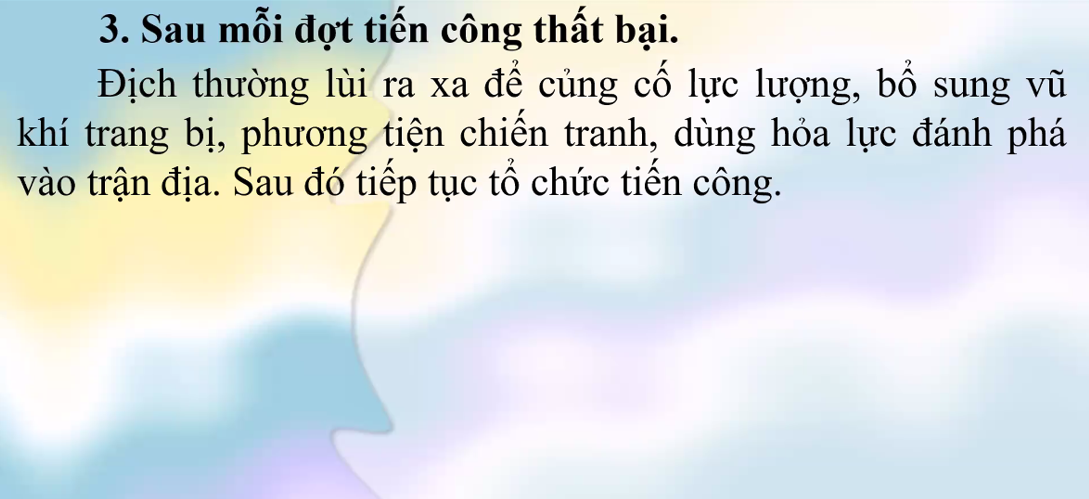 3. Sau mỗi đợt tiến công thất bại.
Địch thường lùi ra xa để củng cố lực lượng, bổ sung vũ
khí trang bị, phương tiện chiến tranh, dùng hỏa lực đánh phá
vào trận địa. Sau đó tiếp tục tổ chức tiến công.